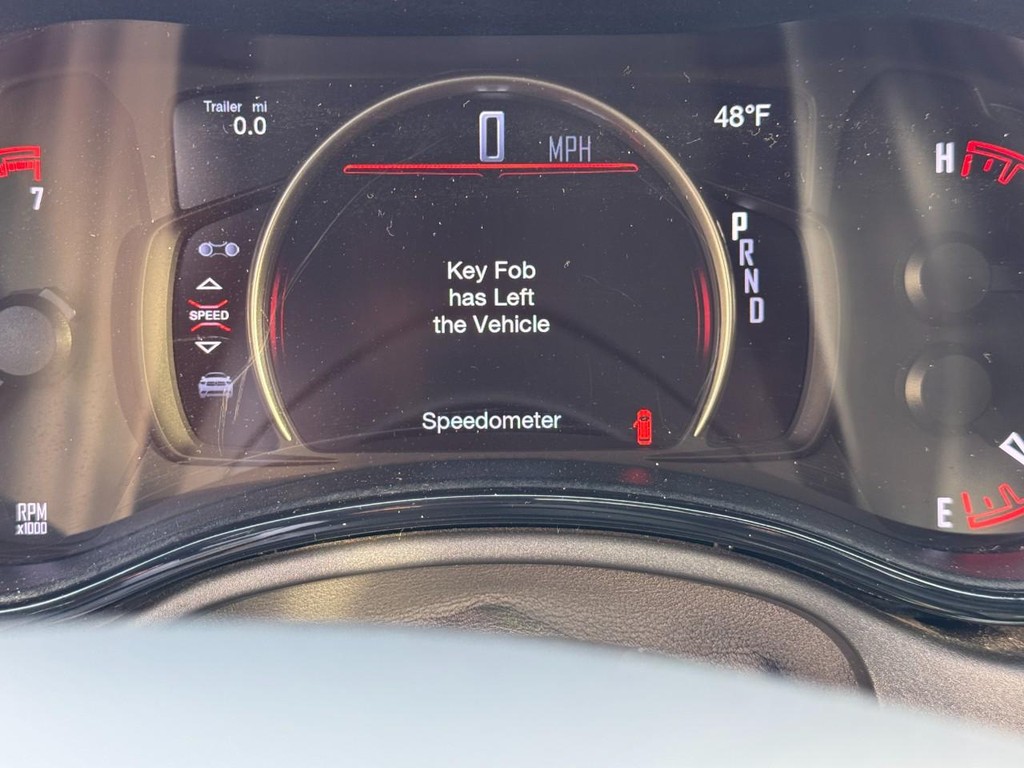 Trailer mi
0.0
0 MPH
48°F
7
H
P
R
N
D
SPEED
Key Fob
has Left
the Vehicle
Speedometer
RPM
x1000
E